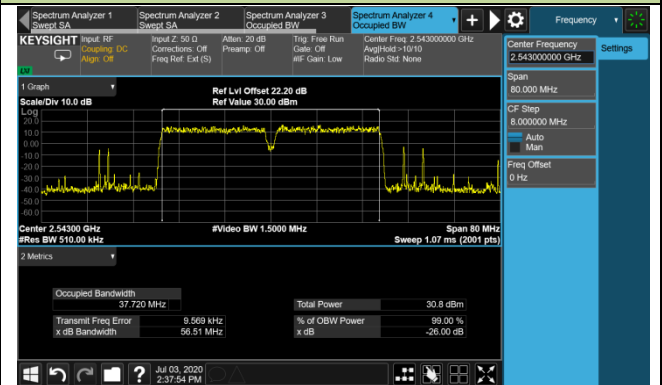 Spectrum Analyzer 1
Swept SA
Spectrum Analyzer 2
Swept SA
Spectrum Analyzer 3
Occupied BW
Spectrum Analyzer 4
Occupied BW
Frequency
KEYSIGHT
Input: RF
Coupling: DC
Align: Off
Input Z: 50 Ω
Corrections: Off
Freq Ref: Ext (S)
Atten: 20 dB
Preamp: Off
Trig: Free Run
Gate: Off
#IF Gain: Low
Center Freq: 2.543000000 GHz
Avg|Hold:>10/10
Radio Std: None
LV
Center Frequency
2.543000000 GHz
Settings
Span
80.000 MHz
CF Step
8.000000 MHz
Auto
Man
Freq Offset
0 Hz
1 Graph
Scale/Div 10.0 dB
Ref Lvl Offset 22.20 dB
Ref Value 30.00 dBm
Log
20.0
10.0
0.00
-10.0
-20.0
-30.0
-40.0
-50.0
-60.0
Center 2.54300 GHz
#Res BW 510.00 kHz
#Video BW 1.5000 MHz
Span 80 MHz
Sweep 1.07 ms (2001 pts)
2 Metrics
Occupied Bandwidth
37.720 MHz
Total Power 30.8 dBm
Transmit Freq Error 9.569 kHz
% of OBW Power 99.00 %
x dB Bandwidth 56.51 MHz
x dB -26.00 dB
?
Jul 03, 2020
2:37:54 PM